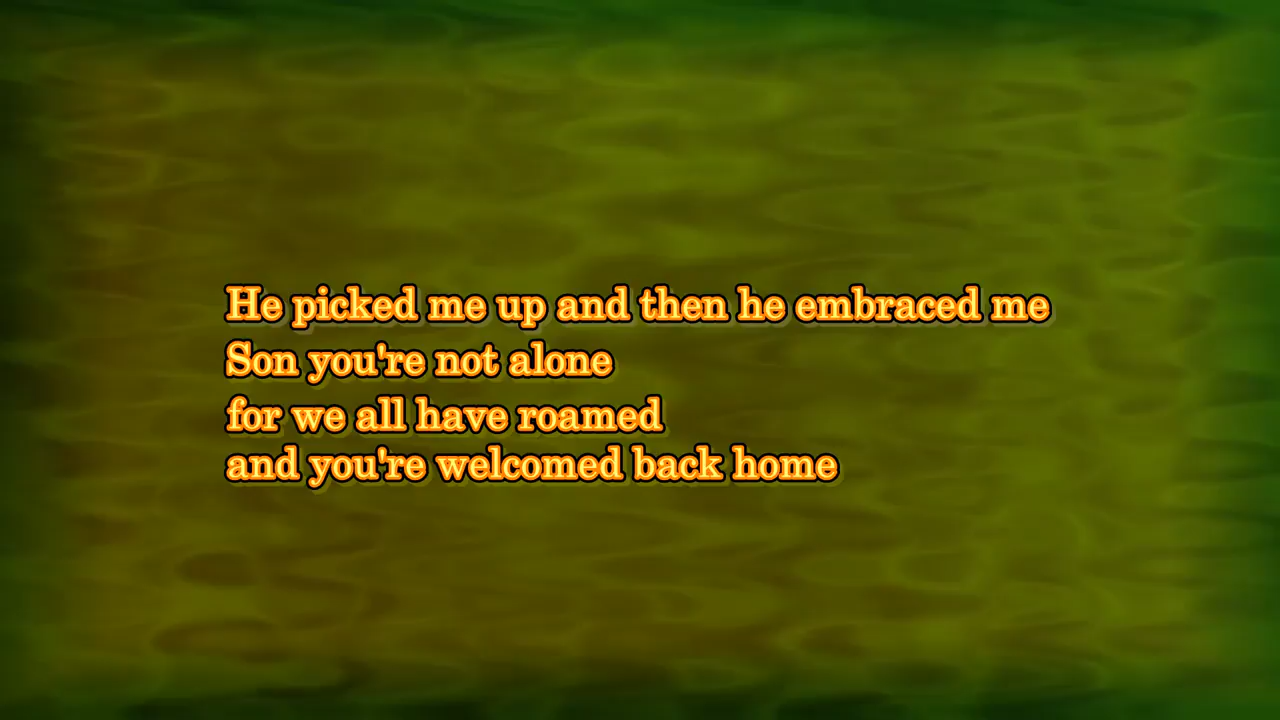 He picked me up and then he embraced me
Son you're not alone
for we all have roamed
and you're welcomed back home